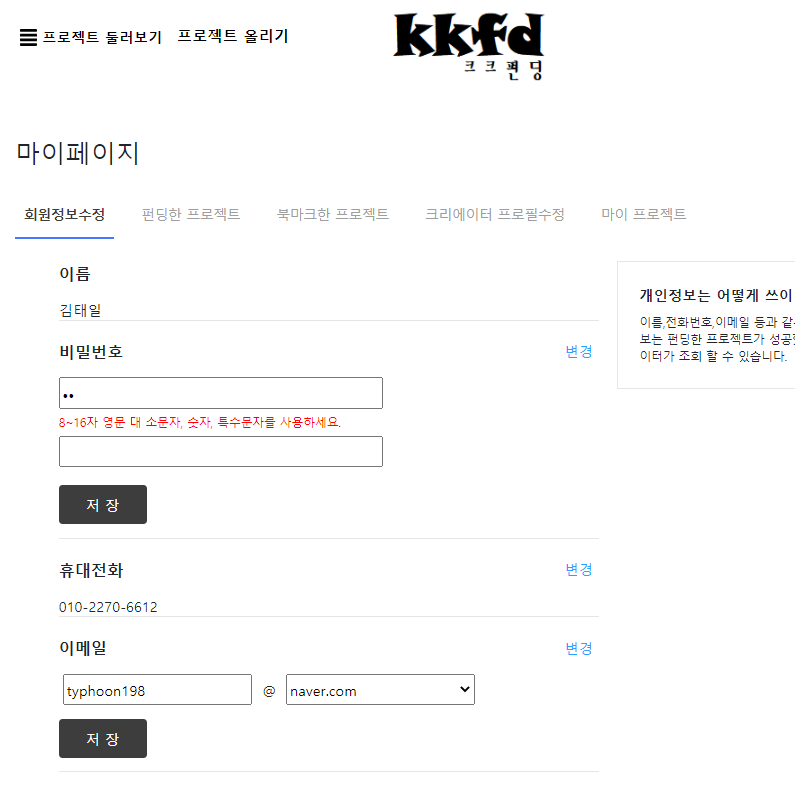 프로젝트 둘러보기 프로젝트 올리기
kkfd
크크펀딩
마이페이지
회원정보수정 펀딩한 프로젝트 북마크한 프로젝트 크리에이터 프로필수정 마이 프로젝트
이름
김태일
비밀번호 변경
••
8~16자 영문 대 소문자, 숫자, 특수문자를 사용하세요.
저 장
휴대전화 변경
010-2270-6612
이메일 변경
typhoon198 @ naver.com
저 장
개인정보는 어떻게 쓰이
이름,전화번호,이메일 등과 같
보는 펀딩한 프로젝트가 성공
이터가 조회 할 수 있습니다.